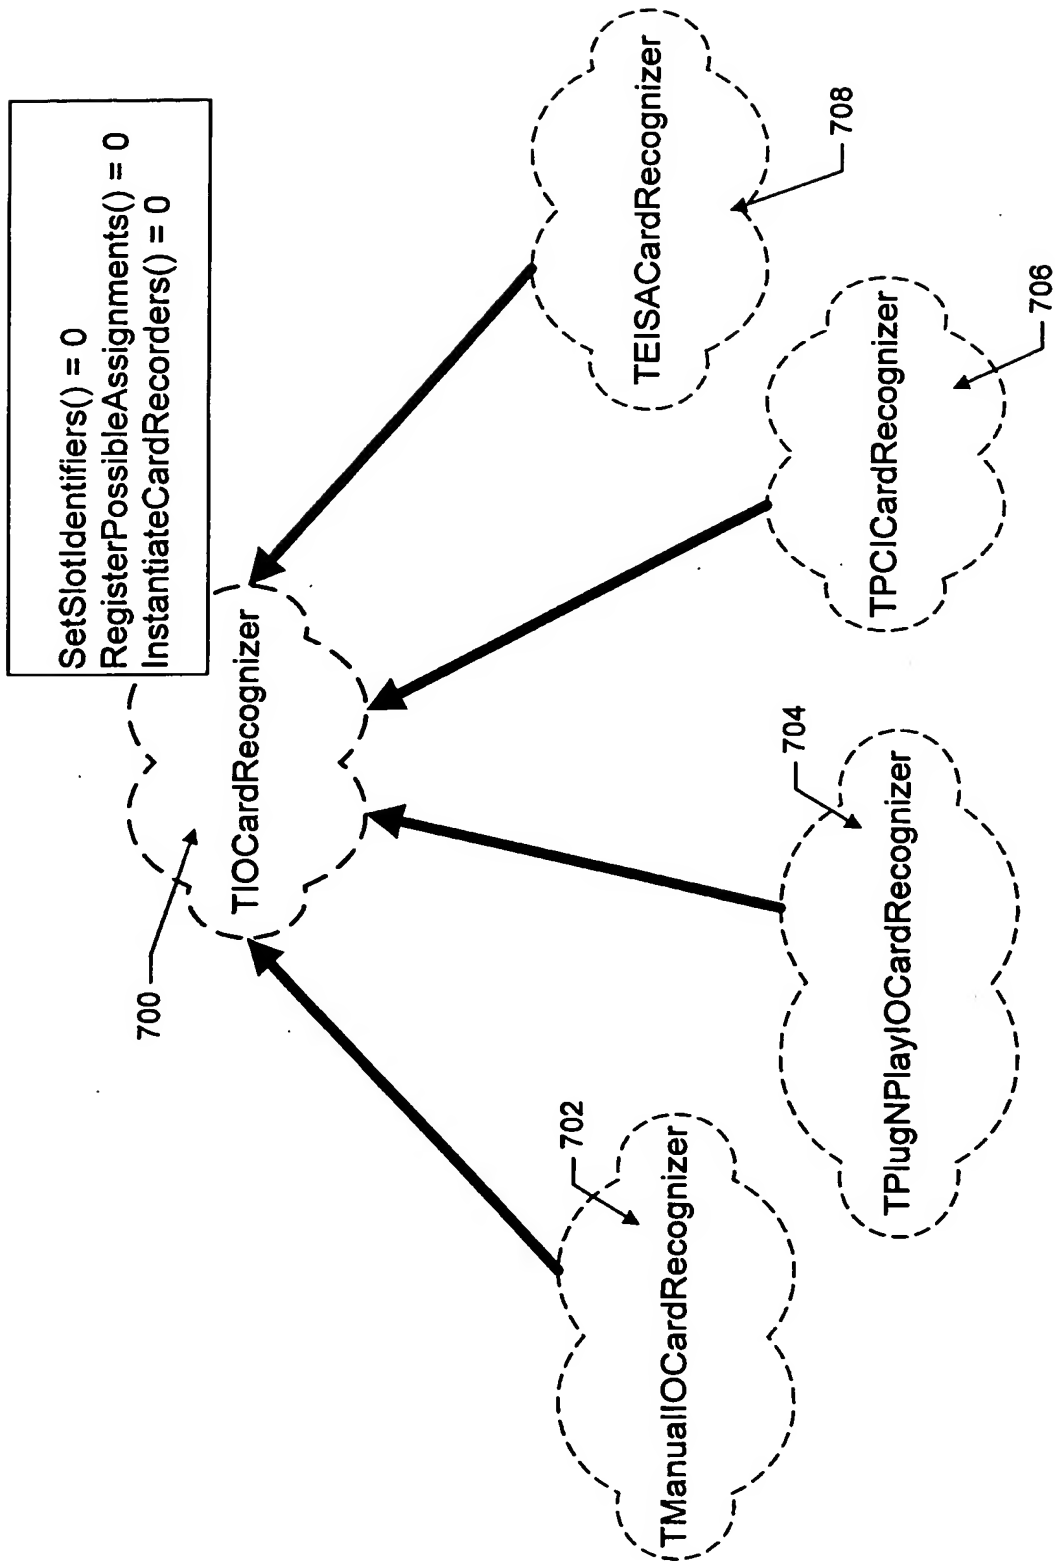 SetSlotIdentifiers() = 0
RegisterPossibleAssignments() = 0
InstantiateCardRecorders() = 0
700
TIOCardRecognizer
702
TManualIOCardRecognizer
704
TPlugNPlayIOCardRecognizer
706
TPCICardRecognizer
708
TEISACardRecognizer